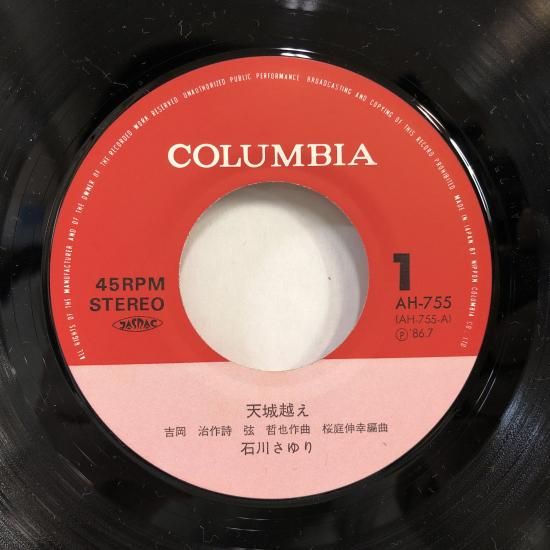 ALL RIGHTS OF THE MANUFACTURER AND OF THE OWNER OF THE RECORDED WORK RESERVED. UNAUTHORIZED PUBLIC PERFORMANCE BROADCASTING AND COPYING OF THIS RECORD PROHIBITED. MADE IN JAPAN BY NIPPON COLUMBIA CO. LTD
COLUMBIA
45RPM
STEREO
JASRAC
1
AH-755
(AH-755-A)
Ⓟ'86.7
天城越え
吉岡 治作詩 弦 哲也作曲 桜庭伸幸編曲
石川さゆり